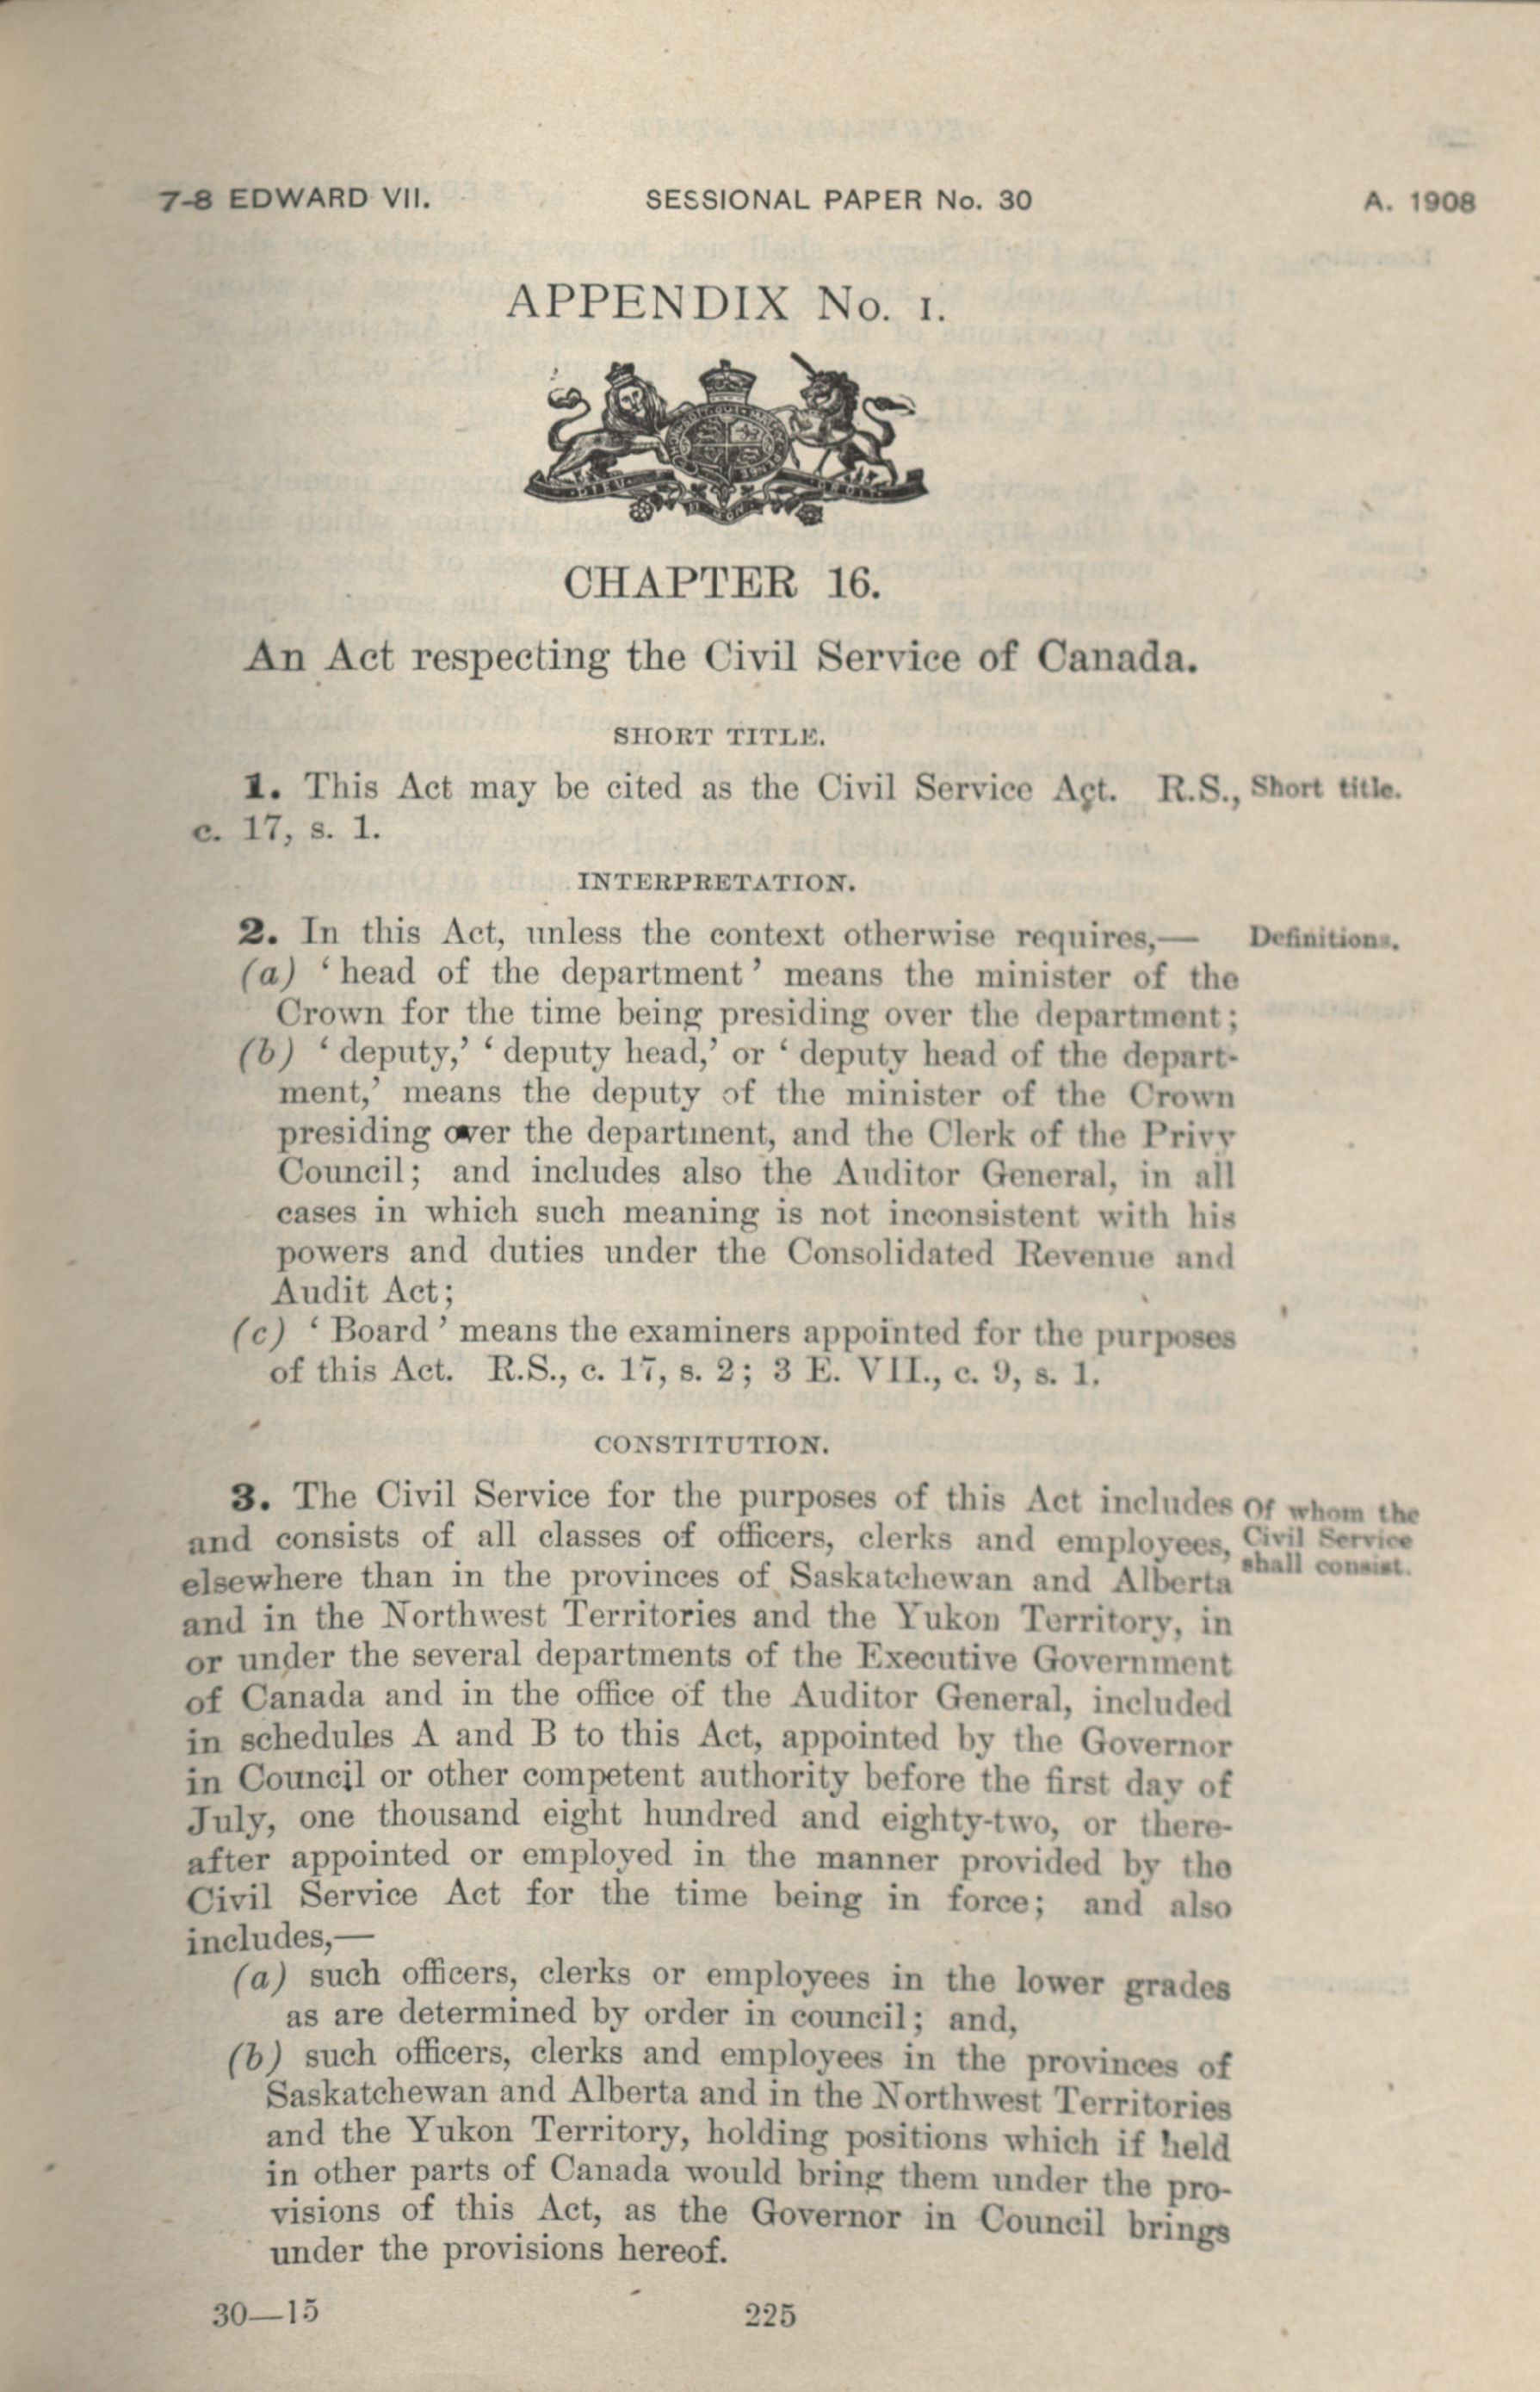 7-8 EDWARD VII.
SESSIONAL PAPER No. 30
A. 1908
APPENDIX No. 1.
DIEU
DROIT
CHAPTER 16.
An Act respecting the Civil Service of Canada.
SHORT TITLE.
1. This Act may be cited as the Civil Service Act. R.S., Short title.
c. 17, s. 1.
INTERPRETATION.
2. In this Act, unless the context otherwise requires,— Definitions.
(a) ‘head of the department’ means the minister of the
Crown for the time being presiding over the department;
(b) ‘deputy,’ ‘deputy head,’ or ‘deputy head of the depart-
ment,’ means the deputy of the minister of the Crown
presiding over the department, and the Clerk of the Privy
Council; and includes also the Auditor General, in all
cases in which such meaning is not inconsistent with his
powers and duties under the Consolidated Revenue and
Audit Act;
(c) ‘Board’ means the examiners appointed for the purposes
of this Act. R.S., c. 17, s. 2; 3 E. VII., c. 9, s. 1.
CONSTITUTION.
3. The Civil Service for the purposes of this Act includes
and consists of all classes of officers, clerks and employees,
elsewhere than in the provinces of Saskatchewan and Alberta
and in the Northwest Territories and the Yukon Territory, in
or under the several departments of the Executive Government
of Canada and in the office of the Auditor General, included
in schedules A and B to this Act, appointed by the Governor
in Council or other competent authority before the first day of
July, one thousand eight hundred and eighty-two, or there-
after appointed or employed in the manner provided by the
Civil Service Act for the time being in force; and also
includes,—
Of whom the
Civil Service
shall consist.
(a) such officers, clerks or employees in the lower grades
as are determined by order in council; and,
(b) such officers, clerks and employees in the provinces of
Saskatchewan and Alberta and in the Northwest Territories
and the Yukon Territory, holding positions which if held
in other parts of Canada would bring them under the pro-
visions of this Act, as the Governor in Council brings
under the provisions hereof.
30—15
225